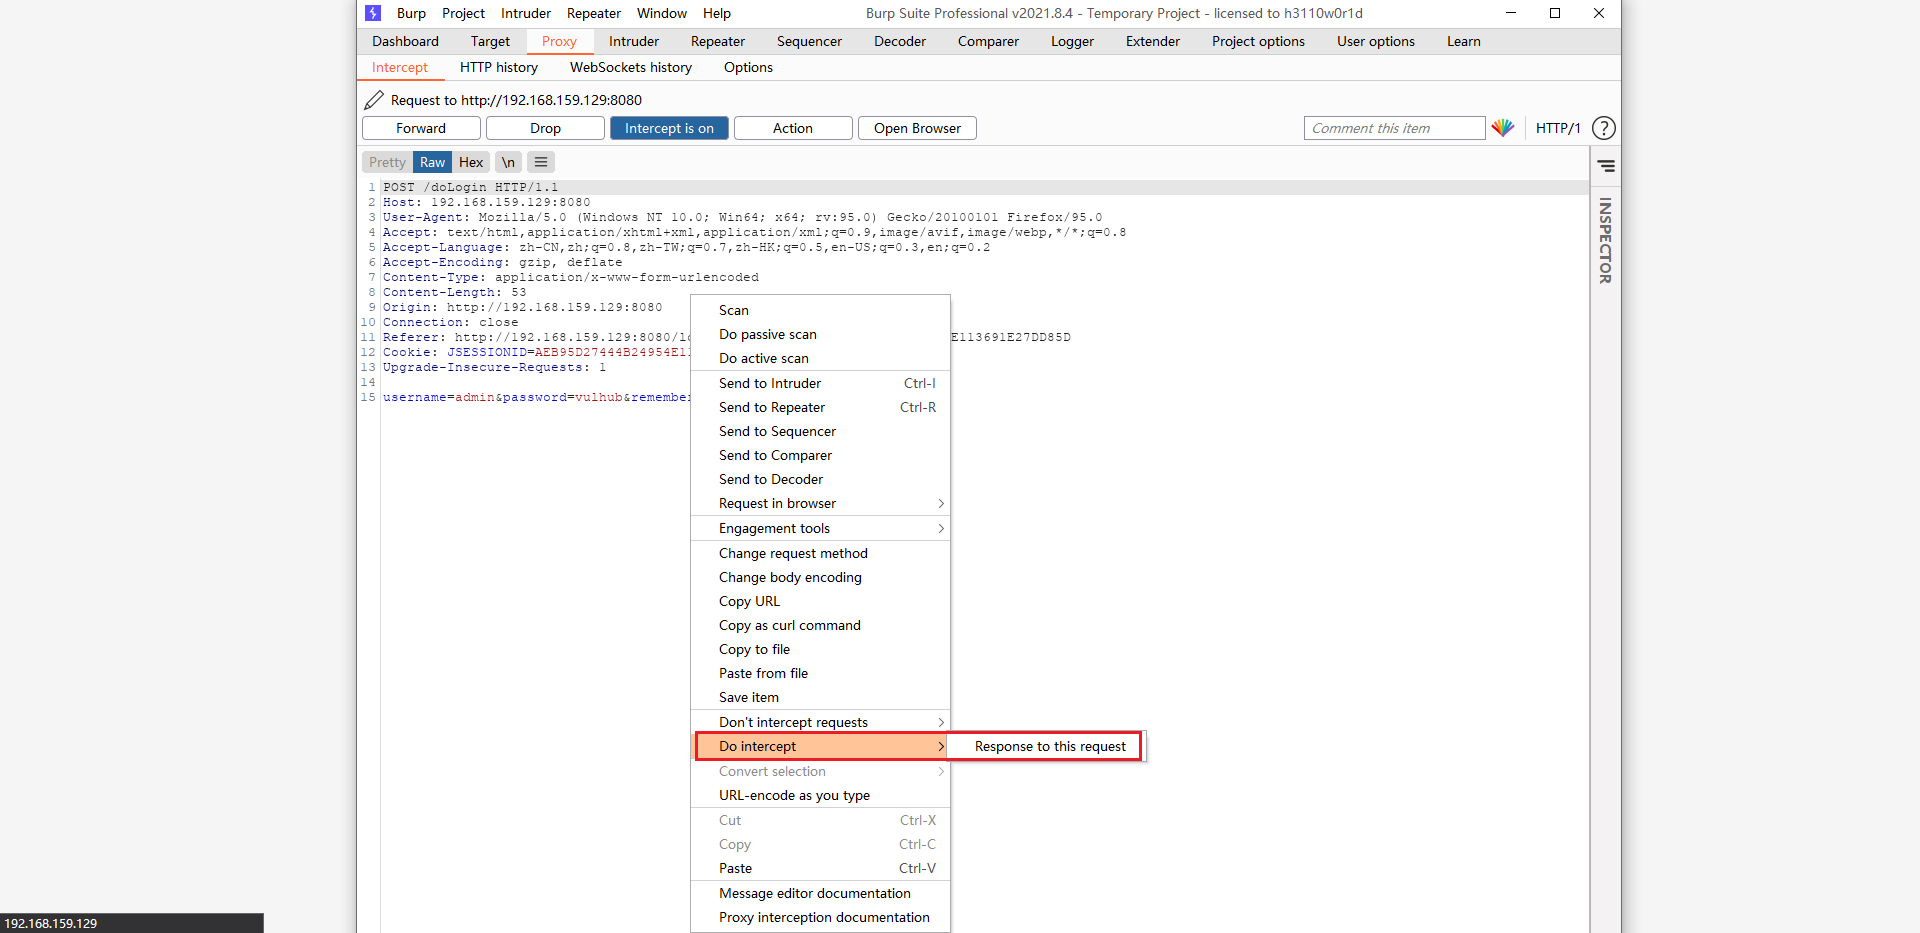 Burp Project Intruder Repeater Window Help Burp Suite Professional v2021.8.4 - Temporary Project - licensed to h3110w0r1d
Dashboard Target Proxy Intruder Repeater Sequencer Decoder Comparer Logger Extender Project options User options Learn
Intercept HTTP history WebSockets history Options
Request to http://192.168.159.129:8080
Forward Drop Intercept is on Action Open Browser Comment this item HTTP/1 ?
Pretty Raw Hex \n
1 POST /doLogin HTTP/1.1
2 Host: 192.168.159.129:8080
3 User-Agent: Mozilla/5.0 (Windows NT 10.0; Win64; x64; rv:95.0) Gecko/20100101 Firefox/95.0
4 Accept: text/html,application/xhtml+xml,application/xml;q=0.9,image/avif,image/webp,*/*;q=0.8
5 Accept-Language: zh-CN,zh;q=0.8,zh-TW;q=0.7,zh-HK;q=0.5,en-US;q=0.3,en;q=0.2
6 Accept-Encoding: gzip, deflate
7 Content-Type: application/x-www-form-urlencoded
8 Content-Length: 53
9 Origin: http://192.168.159.129:8080
10 Connection: close
11 Referer: http://192.168.159.129:8080/l E113691E27DD85D
12 Cookie: JSESSIONID=AEB95D27444B24954E1
13 Upgrade-Insecure-Requests: 1
14
15 username=admin&password=vulhub&remember
INSPECTOR
Scan
Do passive scan
Do active scan
Send to Intruder Ctrl-I
Send to Repeater Ctrl-R
Send to Sequencer
Send to Comparer
Send to Decoder
Request in browser
Engagement tools
Change request method
Change body encoding
Copy URL
Copy as curl command
Copy to file
Paste from file
Save item
Don't intercept requests
Do intercept Response to this request
Convert selection
URL-encode as you type
Cut Ctrl-X
Copy Ctrl-C
Paste Ctrl-V
Message editor documentation
Proxy interception documentation
192.168.159.129